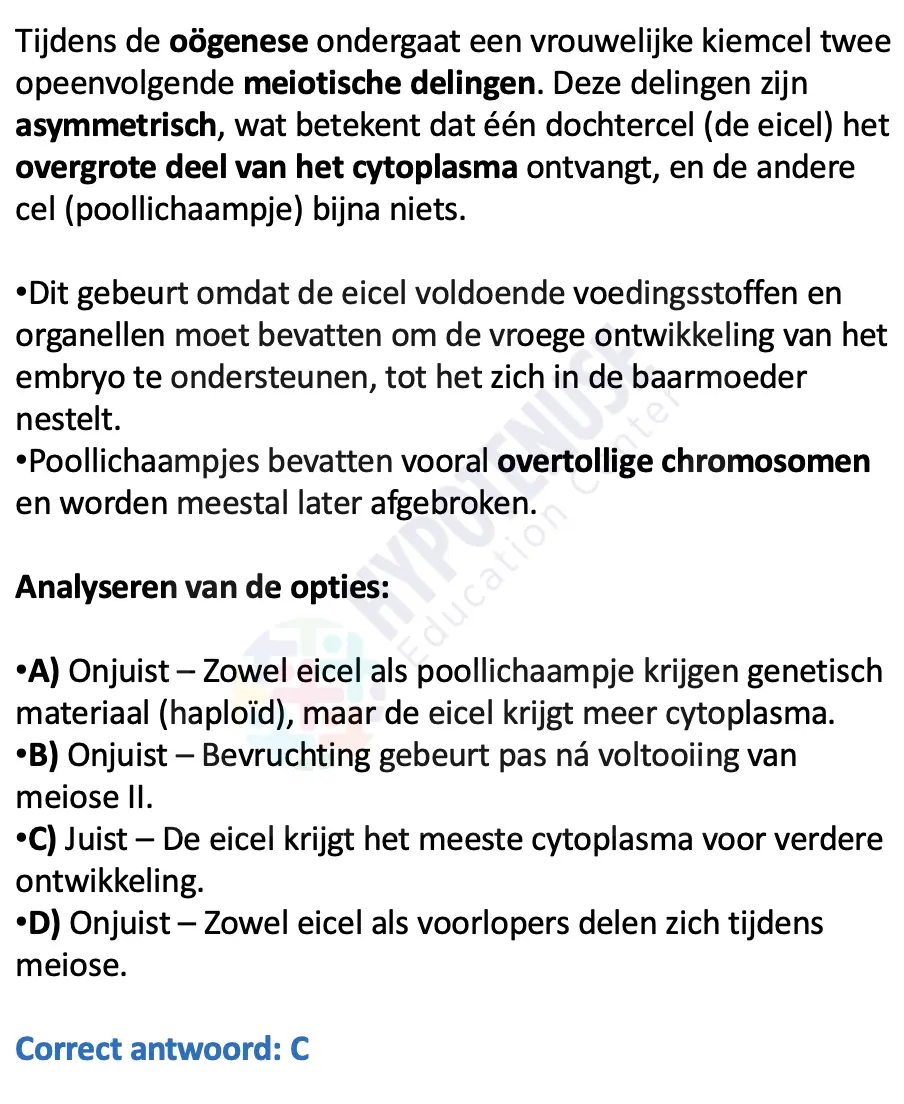 Tijdens de oögenese ondergaat een vrouwelijke kiemcel twee
opeenvolgende meiotische delingen. Deze delingen zijn
asymmetrisch, wat betekent dat één dochtercel (de eicel) het
overgrote deel van het cytoplasma ontvangt, en de andere
cel (poollichaampje) bijna niets.
•Dit gebeurt omdat de eicel voldoende voedingsstoffen en
organellen moet bevatten om de vroege ontwikkeling van het
embryo te ondersteunen, tot het zich in de baarmoeder
nestelt.
•Poollichaampjes bevatten vooral overtollige chromosomen
en worden meestal later afgebroken.
Analyseren van de opties:
•A) Onjuist – Zowel eicel als poollichaampje krijgen genetisch
materiaal (haploïd), maar de eicel krijgt meer cytoplasma.
•B) Onjuist – Bevruchting gebeurt pas ná voltooiing van
meiose II.
•C) Juist – De eicel krijgt het meeste cytoplasma voor verdere
ontwikkeling.
•D) Onjuist – Zowel eicel als voorlopers delen zich tijdens
meiose.
Correct antwoord: C
HYPOTENUSE
Education Center